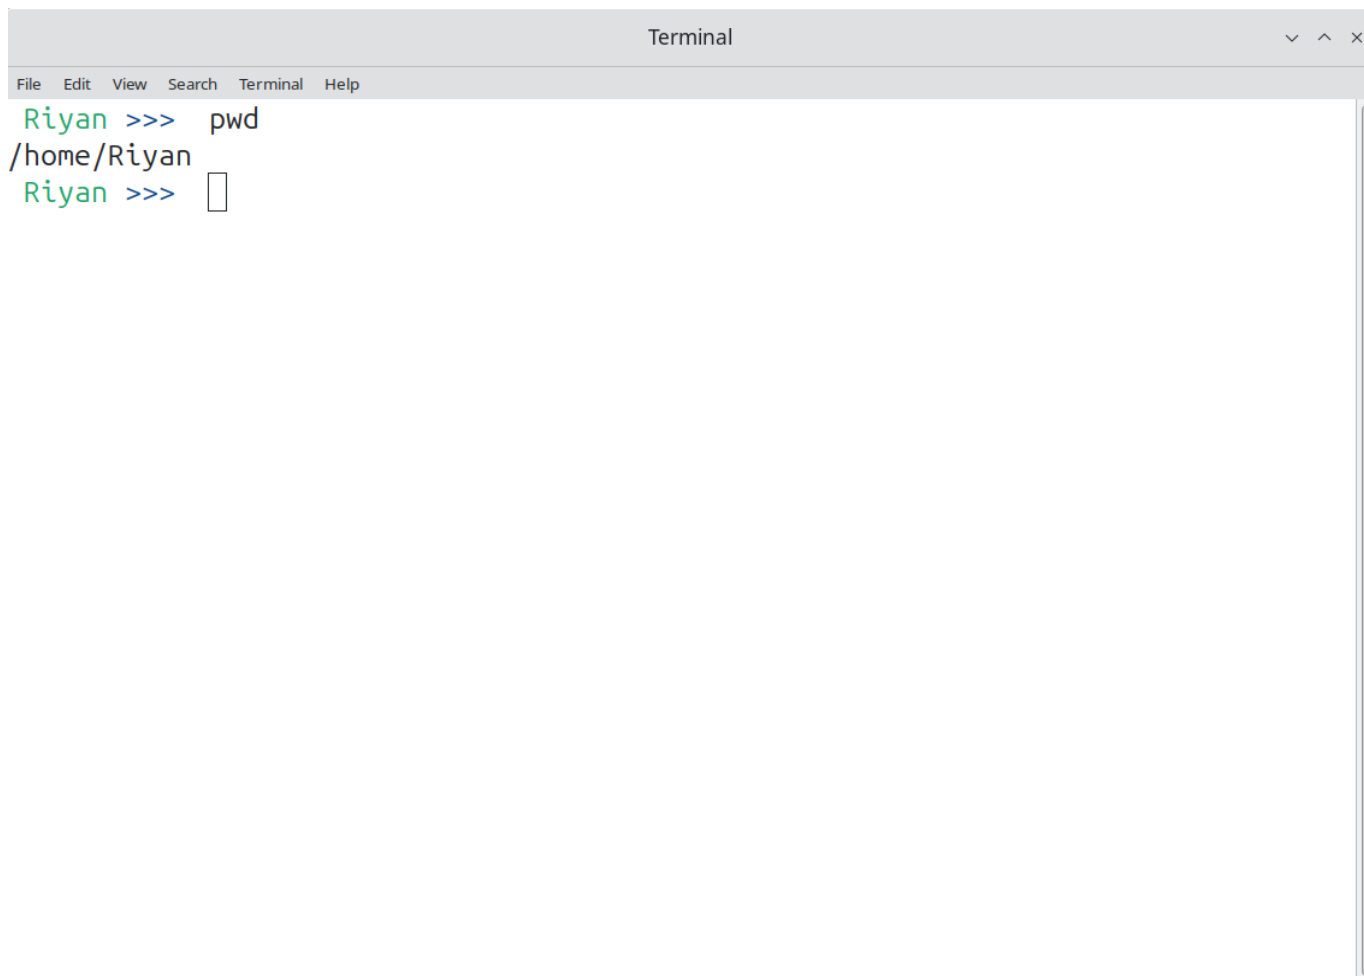 Terminal
File Edit View Search Terminal Help
Riyan >>> pwd
/home/Riyan
Riyan >>>